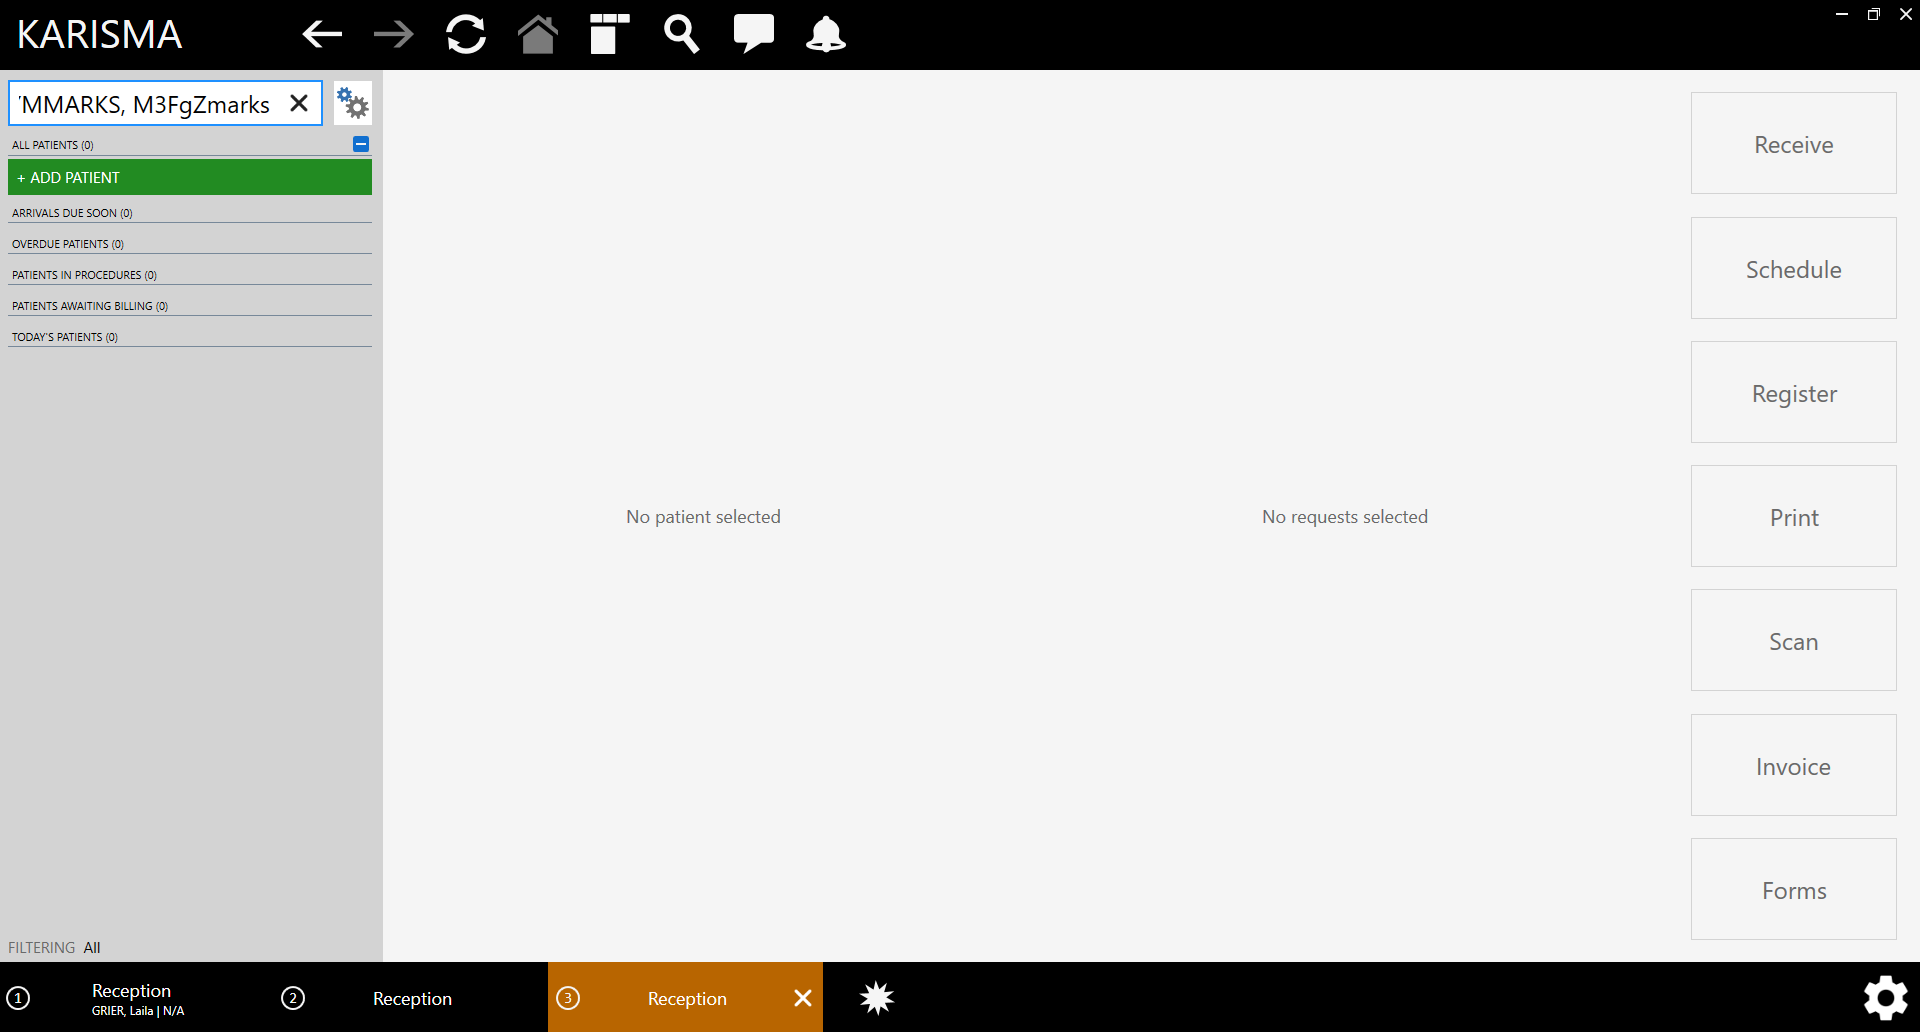 KARISMA
MMARKS, M3FgZmarks
ALL PATIENTS (0)
+ ADD PATIENT
ARRIVALS DUE SOON (0)
OVERDUE PATIENTS (0)
PATIENTS IN PROCEDURES (0)
PATIENTS AWAITING BILLING (0)
TODAY'S PATIENTS (0)
FILTERING All
No patient selected
No requests selected
Receive
Schedule
Register
Print
Scan
Invoice
Forms
1 Reception
GRIER, Laila | N/A
2 Reception
3 Reception